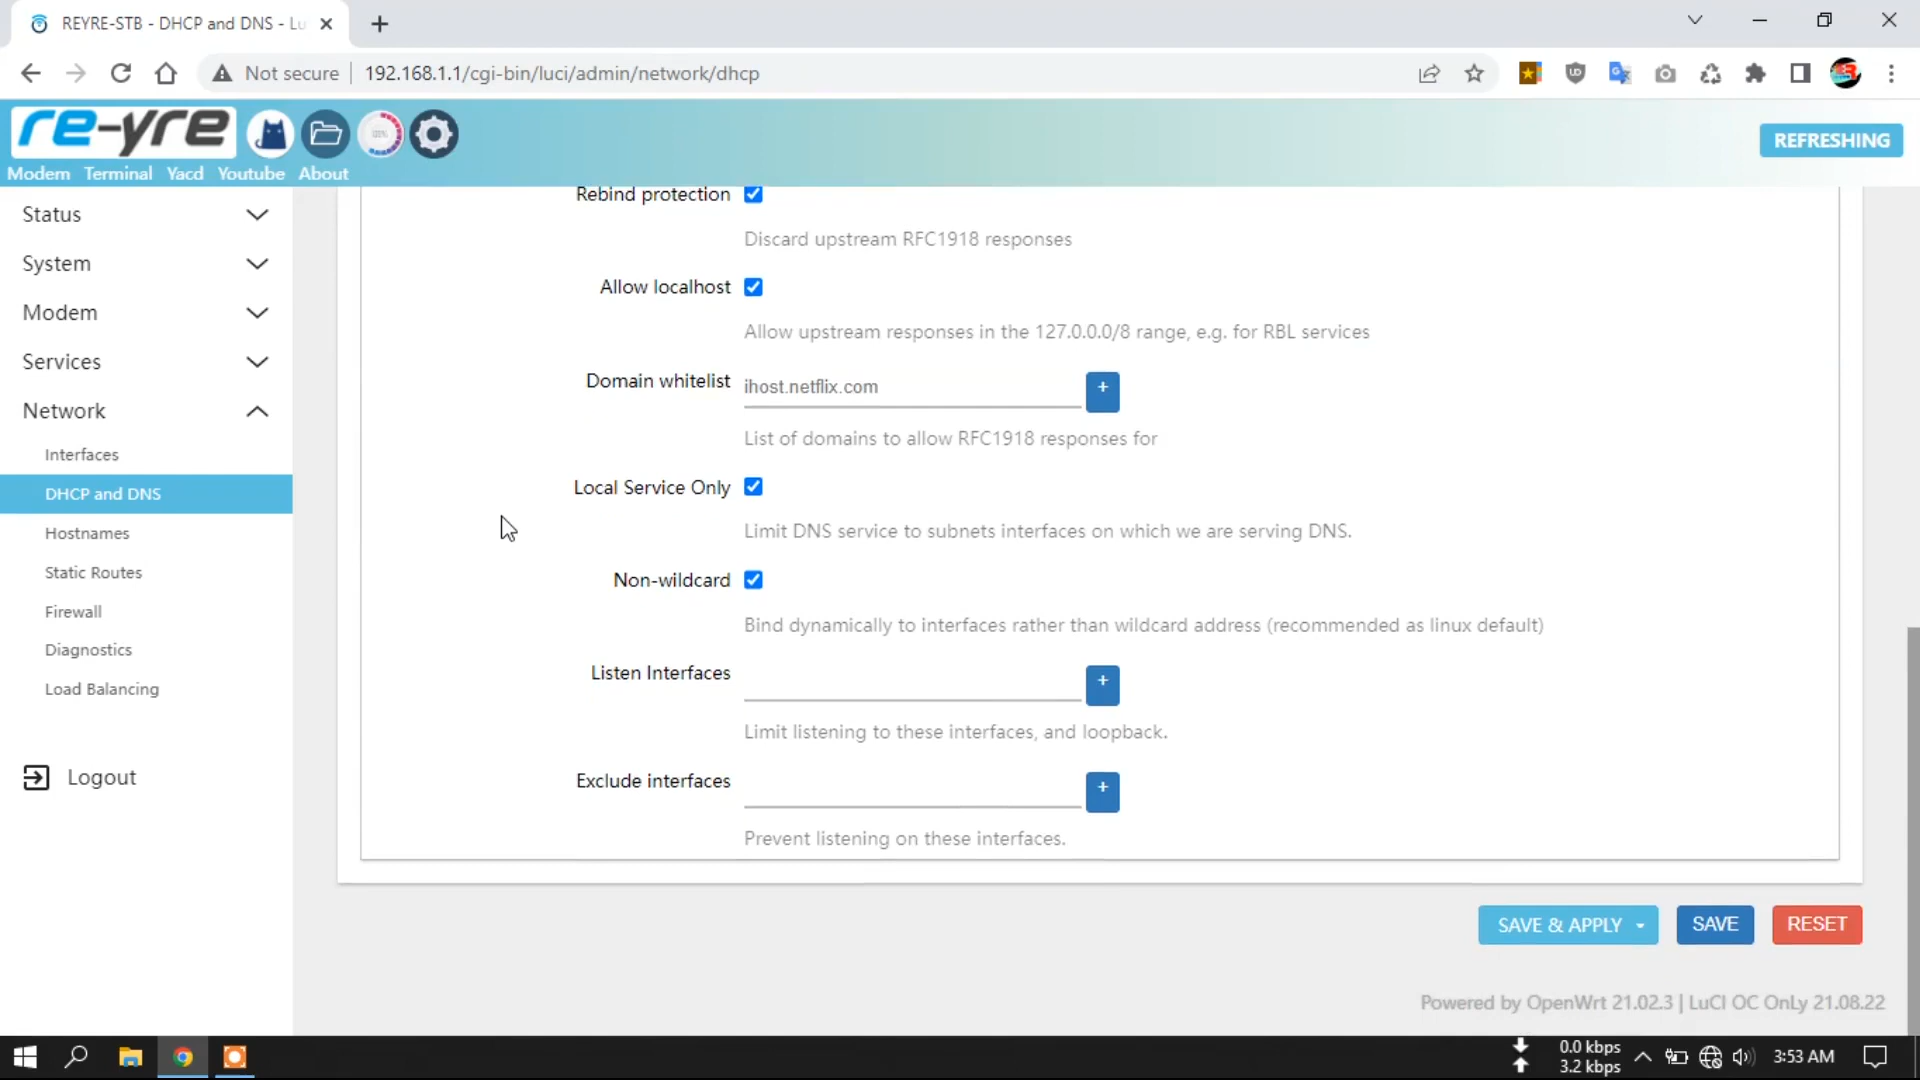 REYRE-STB - DHCP and DNS - Lu
Not secure
192.168.1.1/cgi-bin/luci/admin/network/dhcp
re-yre
REFRESHING
Modem Terminal Yacd Youtube About
Status
System
Modem
Services
Network
Interfaces
DHCP and DNS
Hostnames
Static Routes
Firewall
Diagnostics
Load Balancing
Logout
Rebind protection
Discard upstream RFC1918 responses
Allow localhost
Allow upstream responses in the 127.0.0.0/8 range, e.g. for RBL services
Domain whitelist ihost.netflix.com +
List of domains to allow RFC1918 responses for
Local Service Only
Limit DNS service to subnets interfaces on which we are serving DNS.
Non-wildcard
Bind dynamically to interfaces rather than wildcard address (recommended as linux default)
Listen Interfaces +
Limit listening to these interfaces, and loopback.
Exclude interfaces +
Prevent listening on these interfaces.
SAVE & APPLY SAVE RESET
Powered by OpenWrt 21.02.3 | LuCI OC OnLy 21.08.22
0.0 kbps
3.2 kbps
3:53 AM